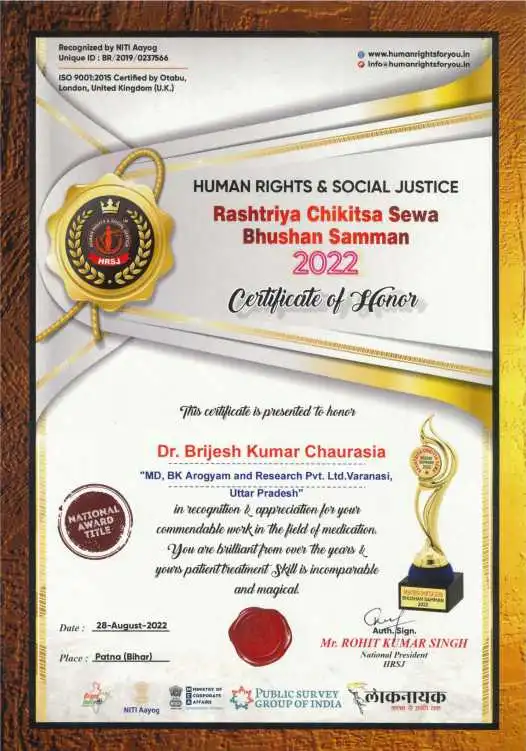 Recognized by NITI Aayog
Unique ID : BR/2019/0237566
ISO 9001:2015 Certified by Otabu,
London, United Kingdom (U.K.)
www.humanrightsforyou.in
info@humanrightsforyou.in
HUMAN RIGHTS & SOCIAL JUSTICE
Rashtriya Chikitsa Sewa
Bhushan Samman
2022
Certificate of Honor
HUMAN RIGHTS & SOCIAL JUSTICE
HRSJ
This certificate is presented to honor
Dr. Brijesh Kumar Chaurasia
"MD, BK Arogyam and Research Pvt. Ltd.Varanasi,
Uttar Pradesh"
in recognition & appreciation for your
commendable work in the field of medication.
You are brilliant from over the years &
yours patient treatment Skill is incomparable
and magical.
NATIONAL
AWARD
TITLE
BHUSHAN SAMMAN
2022
Date : 28-August-2022
Place : Patna (Bihar)
Auth. Sign.
Mr. ROHIT KUMAR SINGH
National President
HRSJ
NITI Aayog
MINISTRY OF
CORPORATE
AFFAIRS
PUBLIC SURVEY
GROUP OF INDIA
लोकनायक